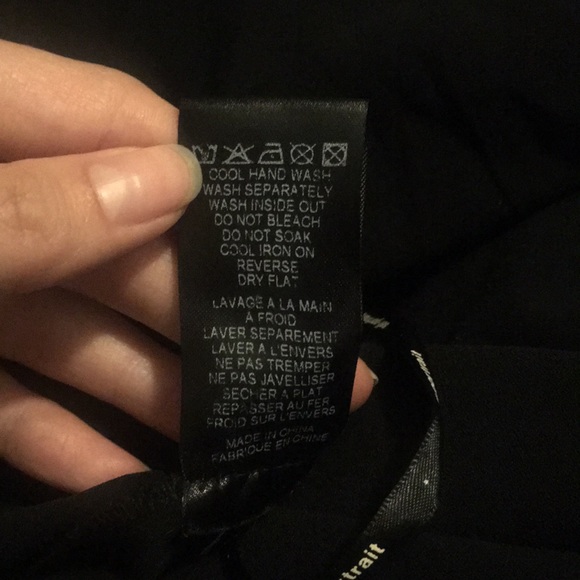 COOL HAND WASH
WASH SEPARATELY
WASH INSIDE OUT
DO NOT BLEACH
DO NOT SOAK
COOL IRON ON
REVERSE
DRY FLAT
LAVAGE A LA MAIN
A FROID
LAVER SEPAREMENT
LAVER A L'ENVERS
NE PAS TREMPER
NE PAS JAVELLISER
SECHER A PLAT
REPASSER AU FER
FROID SUR L'ENVERS
MADE IN CHINA
FABRIQUE EN CHINE
trait